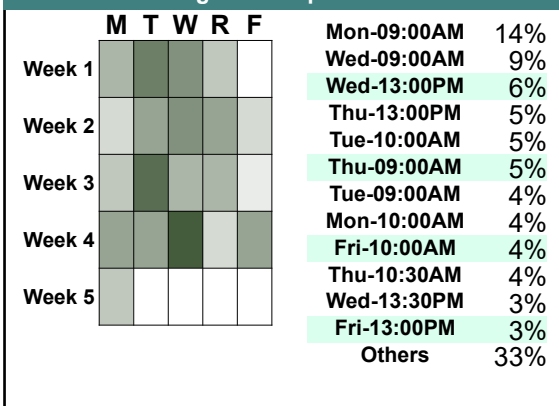 M T W R F
Week 1
Week 2
Week 3
Week 4
Week 5
Mon-09:00AM 14%
Wed-09:00AM 9%
Wed-13:00PM 6%
Thu-13:00PM 5%
Tue-10:00AM 5%
Thu-09:00AM 5%
Tue-09:00AM 4%
Mon-10:00AM 4%
Fri-10:00AM 4%
Thu-10:30AM 4%
Wed-13:30PM 3%
Fri-13:00PM 3%
Others 33%